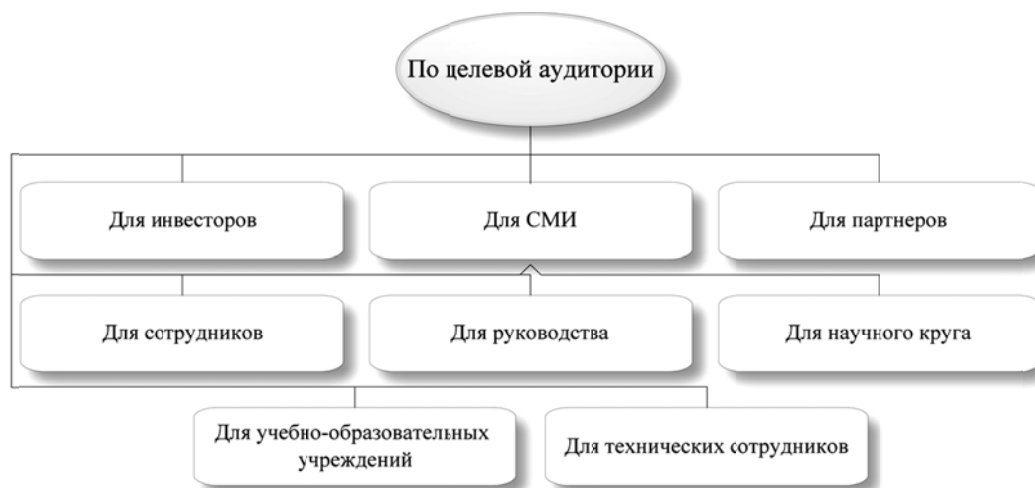 По целевой аудитории
Для инвесторов
Для СМИ
Для партнеров
Для сотрудников
Для руководства
Для научного круга
Для учебно-образовательных
учреждений
Для технических сотрудников